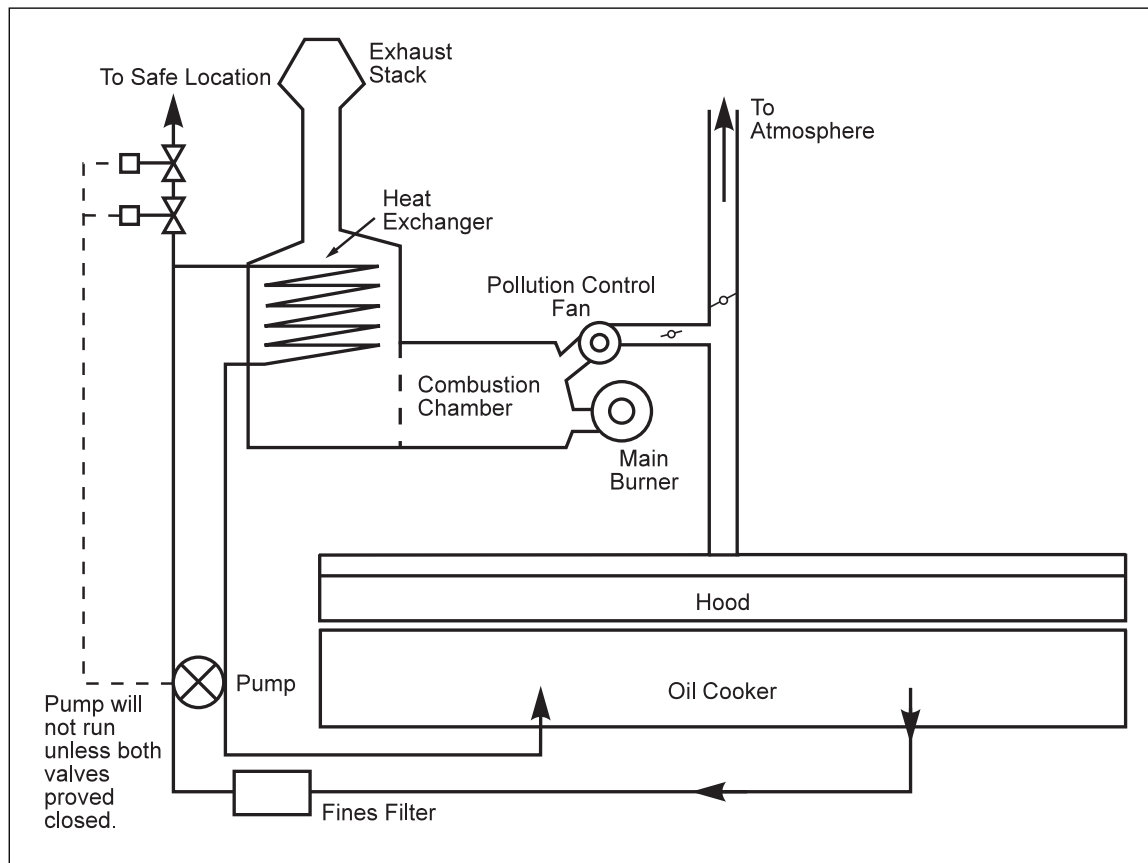 Exhaust
Stack
To Safe Location
To
Atmosphere
Heat
Exchanger
Pollution Control
Fan
Combustion
Chamber
Main
Burner
Hood
Oil Cooker
Pump
Pump will
not run
unless both
valves
proved
closed.
Fines Filter